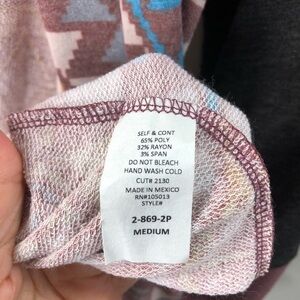 SELF & CONT
65% POLY
32% RAYON
3% SPAN
DO NOT BLEACH
HAND WASH COLD
CUT# 2130
MADE IN MEXICO
RN#105013
STYLE#
2-869-2P
MEDIUM